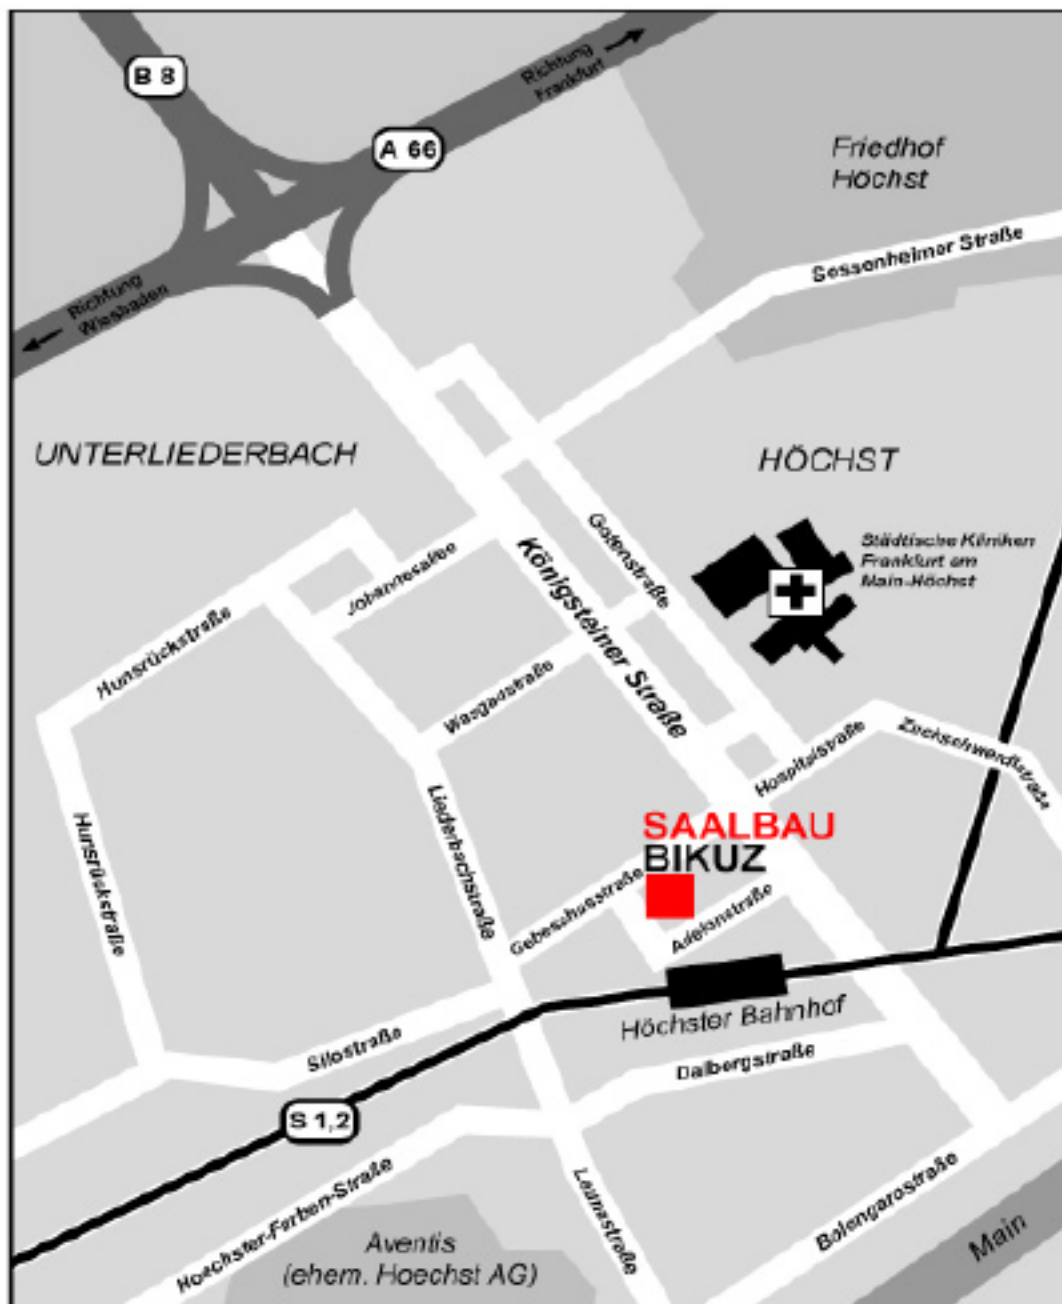 B 8
Richtung
Frankfurt
A 66
Friedhof
Höchst
Sossenheimer Straße
Richtung
Wiesbaden
UNTERLIEDERBACH
HÖCHST
Gotenstraße
Städtische Kliniken
Frankfurt am
Main-Höchst
Johannesallee
Königsteiner Straße
Hunsrückstraße
Wasgaustraße
Hospitalstraße
Zuckschwerdtstraße
Liederbachstraße
Hunsrückstraße
SAALBAU
BIKUZ
Gebeschusstraße
Adelonstraße
Höchster Bahnhof
Silostraße
Dalbergstraße
S 1,2
Hoechster-Farben-Straße
Leunastraße
Bolongarostraße
Main
Aventis
(ehem. Hoechst AG)